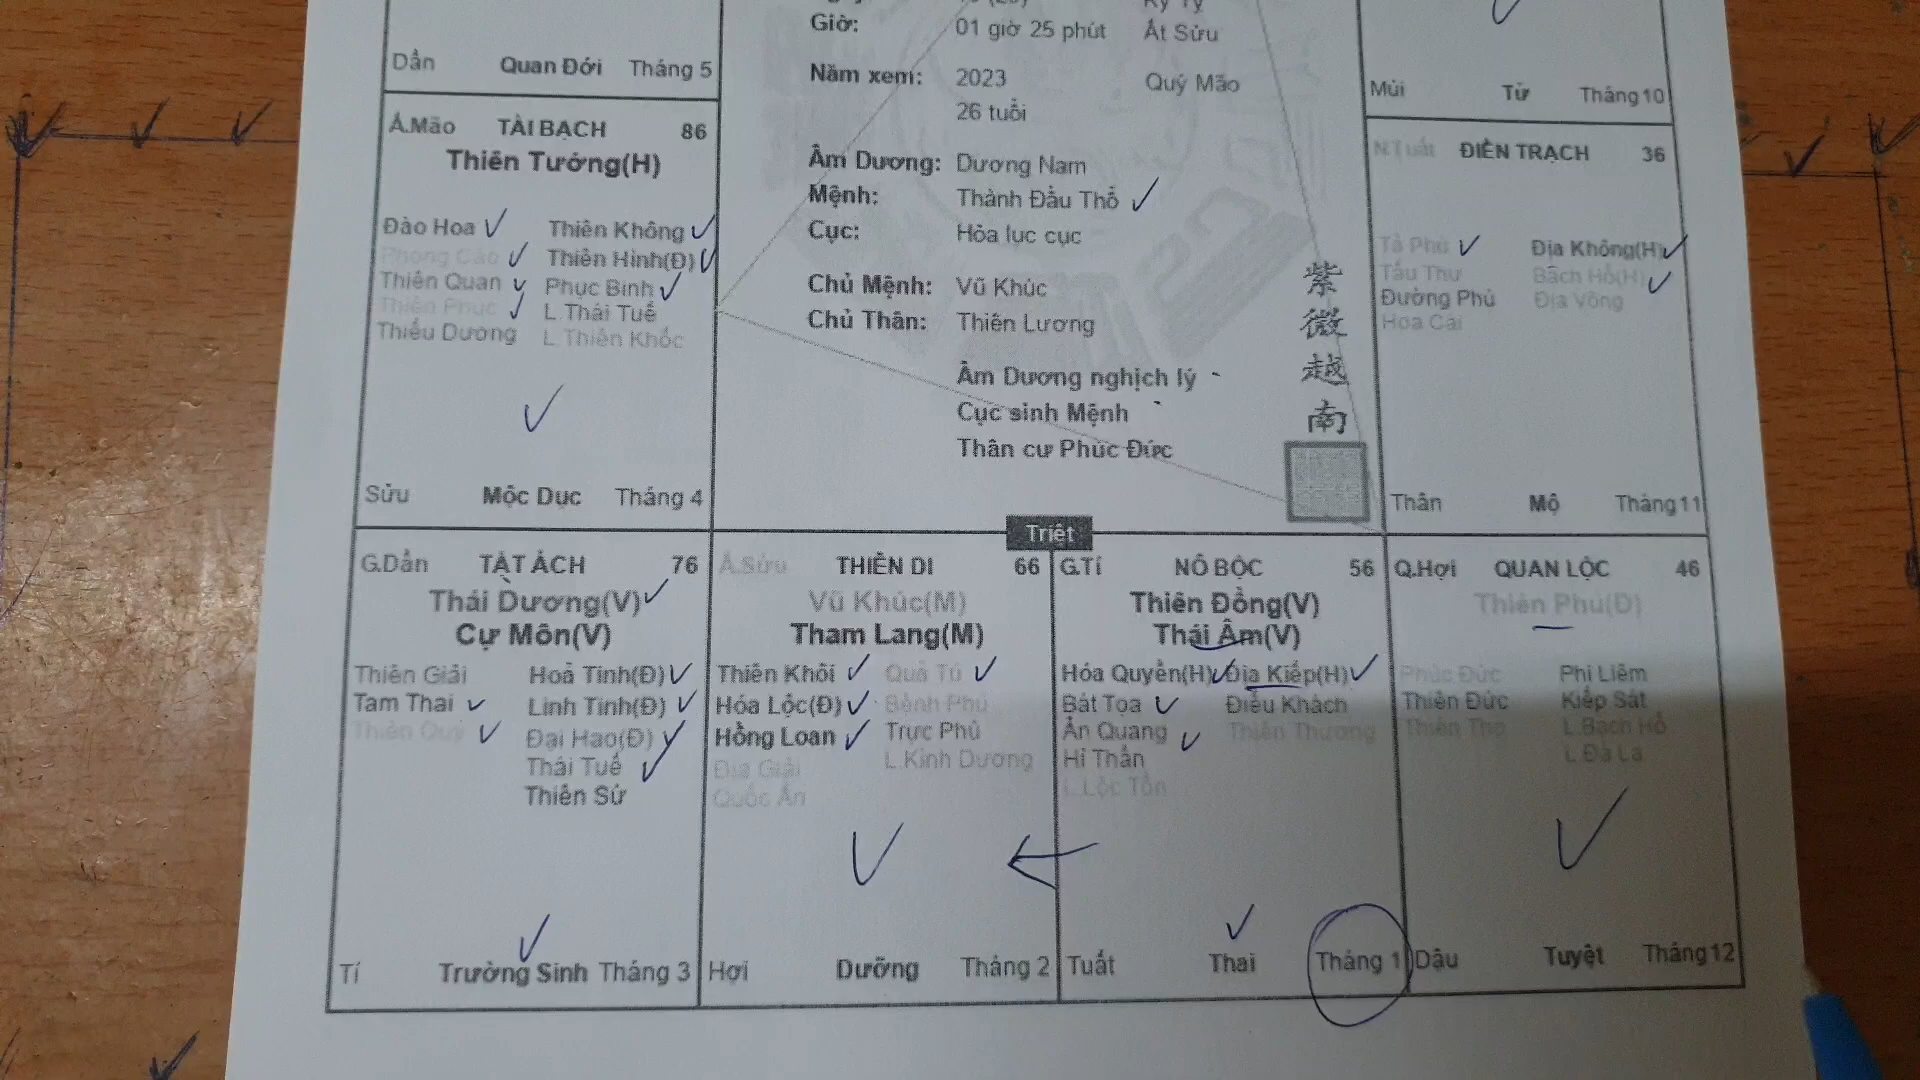 Giờ: 01 giờ 25 phút Ất Sửu
Dần Quan Đới Tháng 5
Năm xem: 2023 Quý Mão
26 tuổi
Mùi Tử Tháng 10
Âm Dương: Dương Nam
Mệnh: Thành Đầu Thổ
Cục: Hỏa lục cục
Chủ Mệnh: Vũ Khúc
Chủ Thân: Thiên Lương
Âm Dương nghịch lý
Cục sinh Mệnh
Thân cư Phúc Đức
紫
微
越
南
Triệt
Ấ.Mão TÀI BẠCH 86
Thiên Tướng(H)
Đào Hoa Thiên Không
Phong Cáo Thiên Hình(Đ)
Thiên Quan Phục Binh
Thiên Phúc L.Thái Tuế
Thiếu Dương L.Thiên Khốc
Sửu Mộc Dục Tháng 4
N.Tuất ĐIỀN TRẠCH 36
Tả Phù Địa Không(H)
Tấu Thư Bạch Hổ(H)
Đường Phù Địa Võng
Hoa Cái
Thân Mộ Tháng 11
G.Dần TẬT ÁCH 76
Thái Dương(V)
Cự Môn(V)
Thiên Giải Hoả Tinh(Đ)
Tam Thai Linh Tinh(Đ)
Thiên Quý Đại Hao(Đ)
Thái Tuế
Thiên Sứ
Tí Trường Sinh Tháng 3
Ấ.Sửu THIÊN DI 66
Vũ Khúc(M)
Tham Lang(M)
Thiên Khôi Quả Tú
Hóa Lộc(Đ) Bệnh Phù
Hồng Loan Trực Phù
Địa Giải L.Kình Dương
Quốc Ấn
Hợi Dưỡng Tháng 2
G.Tí NÔ BỘC 56
Thiên Đồng(V)
Thái Âm(V)
Hóa Quyền(H) Địa Kiếp(H)
Bát Tọa Điếu Khách
Ân Quang Thiên Thương
Hỉ Thần
L.Lộc Tồn
Tuất Thai Tháng 1
Q.Hợi QUAN LỘC 46
Thiên Phủ(Đ)
Phúc Đức Phi Liêm
Thiên Đức Kiếp Sát
Thiên Thọ L.Bạch Hổ
L.Đà La
Dậu Tuyệt Tháng 12